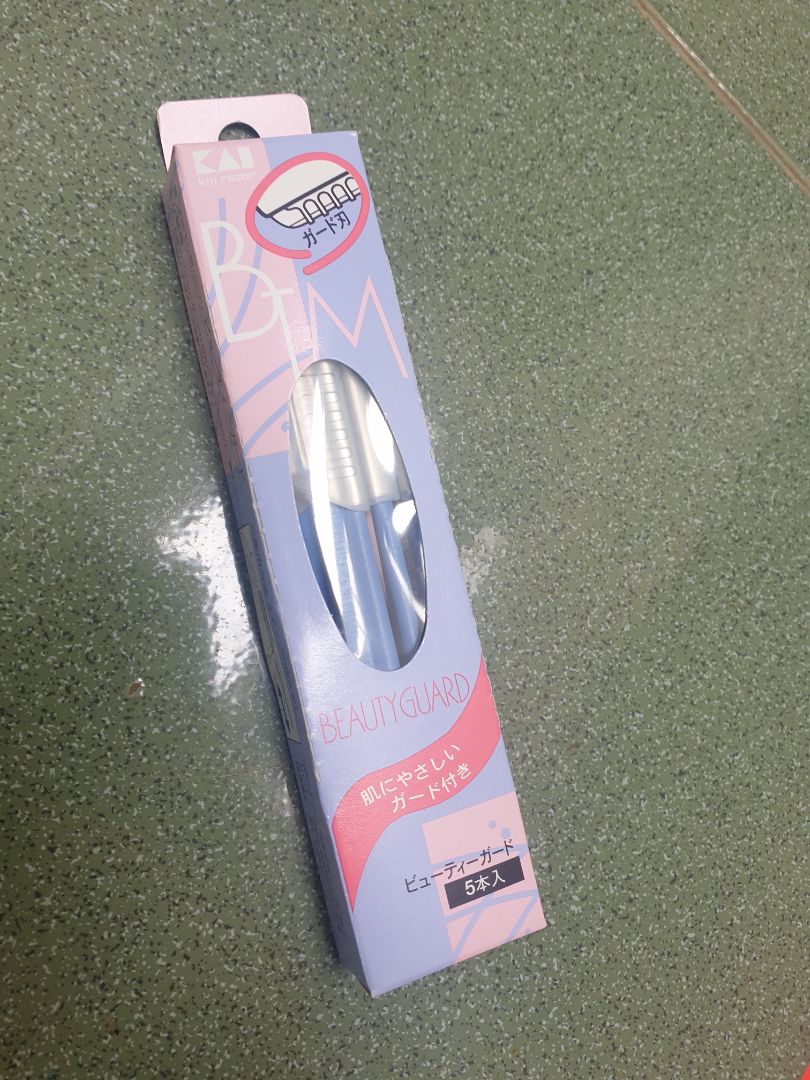 KAI
kai razor
ガード刃
BTM
BEAUTYGUARD
肌にやさしい
ガード付き
ビューティーガード
5本入